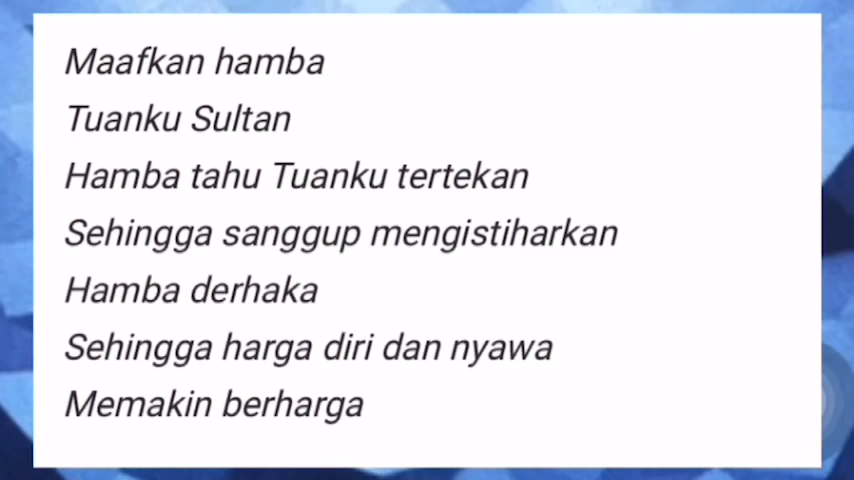 Maafkan hamba
Tuanku Sultan
Hamba tahu Tuanku tertekan
Sehingga sanggup mengistiharkan
Hamba derhaka
Sehingga harga diri dan nyawa
Memakin berharga